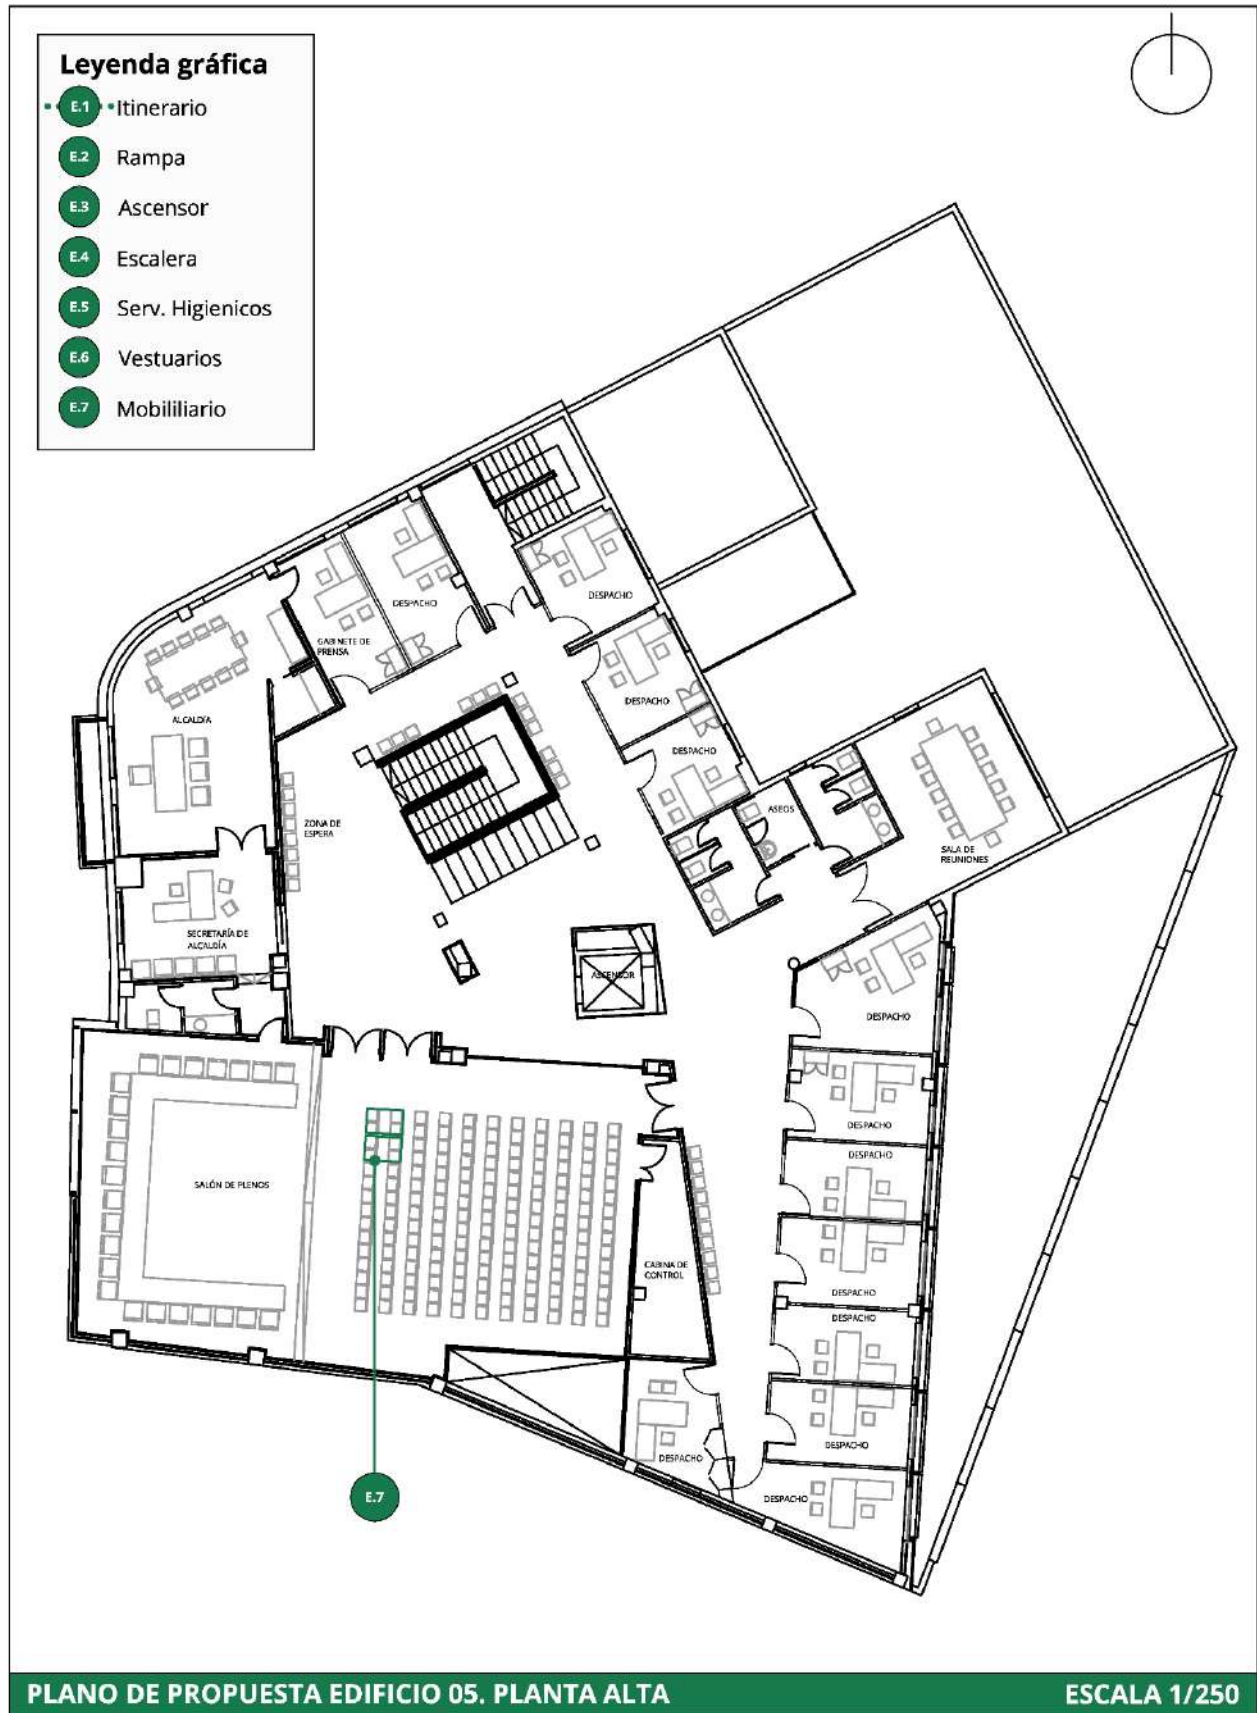 Leyenda gráfica
E.1 Itinerario
E.2 Rampa
E.3 Ascensor
E.4 Escalera
E.5 Serv. Higienicos
E.6 Vestuarios
E.7 Mobililiario
DESPACHO
DESPACHO
GABINETE DE
PRENSA
DESPACHO
ALCALDÍA
DESPACHO
ZONA DE
ESPERA
ASEOS
SALA DE
REUNIONES
SECRETARÍA DE
ALCALDÍA
ASCENSOR
DESPACHO
DESPACHO
DESPACHO
SALÓN DE PLENOS
CABINA DE
CONTROL
DESPACHO
DESPACHO
DESPACHO
DESPACHO
DESPACHO
E.7
PLANO DE PROPUESTA EDIFICIO 05. PLANTA ALTA
ESCALA 1/250